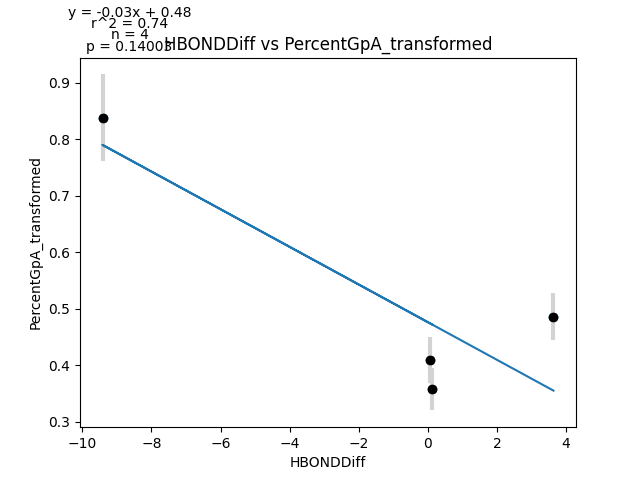 y = -0.03x + 0.48
r^2 = 0.74
n = 4
p = 0.14003
HBONDDiff vs PercentGpA_transformed
0.9
0.8
0.7
0.6
0.5
0.4
0.3
PercentGpA_transformed
−10
−8
−6
−4
−2
0
2
4
HBONDDiff